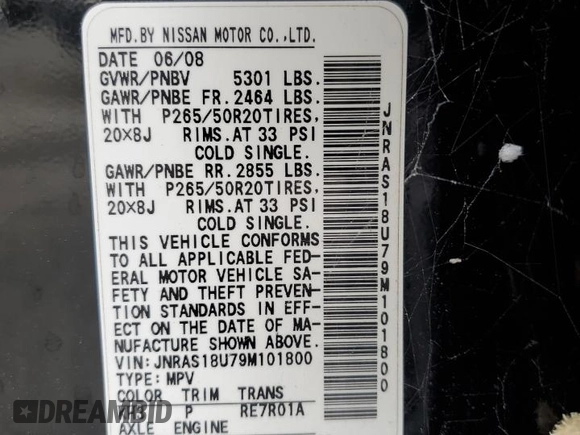 MFD.BY NISSAN MOTOR CO.,LTD.
DATE 06/08
GVWR/PNBV 5301 LBS.
GAWR/PNBE FR. 2464 LBS.
WITH P265/50R20TIRES,
20×8J RIMS.AT 33 PSI
COLD SINGLE.
GAWR/PNBE RR. 2855 LBS.
WITH P265/50R20TIRES,
20×8J RIMS.AT 33 PSI
COLD SINGLE.
THIS VEHICLE CONFORMS
TO ALL APPLICABLE FED-
ERAL MOTOR VEHICLE SA-
FETY AND THEFT PREVEN-
TION STANDARDS IN EFF-
ECT ON THE DATE OF MA-
NUFACTURE SHOWN ABOVE.
VIN:JNRAS18U79M101800
TYPE:MPV
COLOR TRIM TRANS
P RE7R01A
AXLE ENGINE
JNRAS18U79M101800
DREAMBID